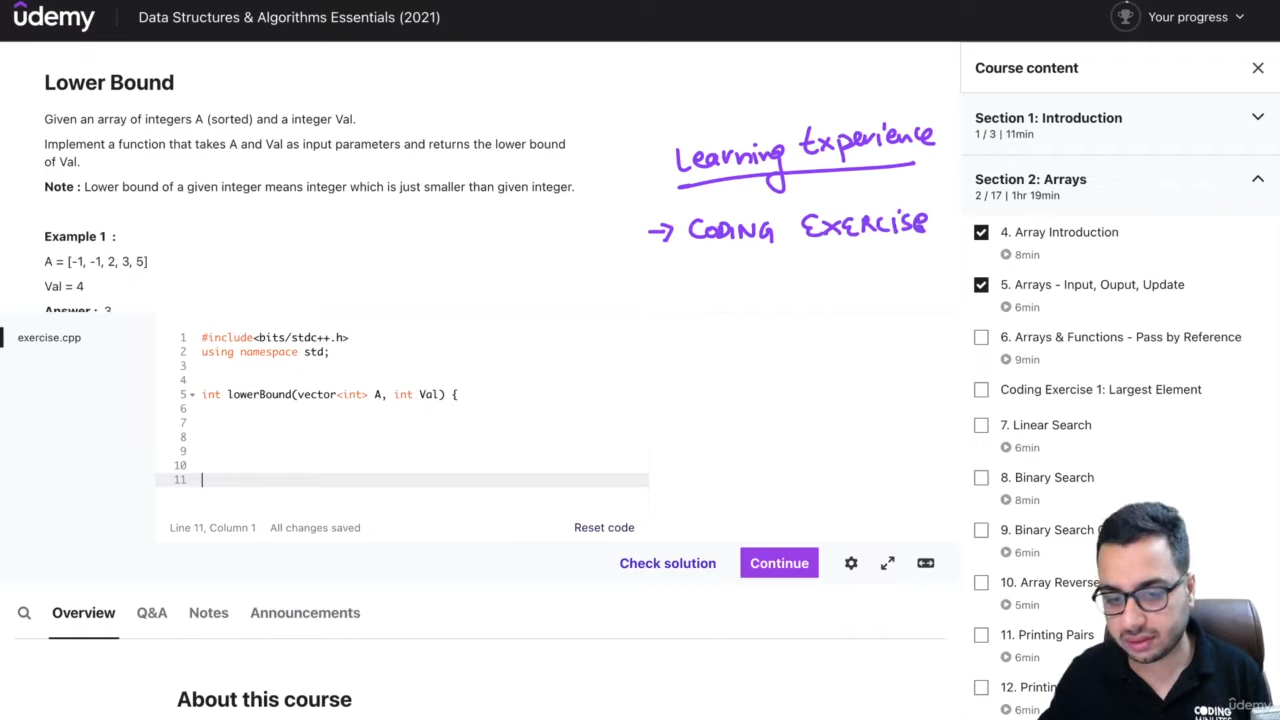 ûdemy
Data Structures & Algorithms Essentials (2021)
Your progress
Lower Bound
Given an array of integers A (sorted) and a integer Val.
Implement a function that takes A and Val as input parameters and returns the lower bound
of Val.
Note : Lower bound of a given integer means integer which is just smaller than given integer.
Example 1 :
A = [-1, -1, 2, 3, 5]
Val = 4
Answer : 3
Learning Experience
→ CODING EXERCISE
exercise.cpp
1 #include<bits/stdc++.h>
2 using namespace std;
3
4
5 int lowerBound(vector<int> A, int Val) {
6
7
8
9
10
11
Line 11, Column 1 All changes saved
Reset code
Check solution
Continue
Overview
Q&A
Notes
Announcements
About this course
Course content
Section 1: Introduction
1 / 3 | 11min
Section 2: Arrays
2 / 17 | 1hr 19min
4. Array Introduction
8min
5. Arrays - Input, Ouput, Update
6min
6. Arrays & Functions - Pass by Reference
9min
Coding Exercise 1: Largest Element
7. Linear Search
6min
8. Binary Search
8min
9. Binary Search
6min
10. Array Reverse
5min
11. Printing Pairs
6min
12.
6min
CODING
ûdemy